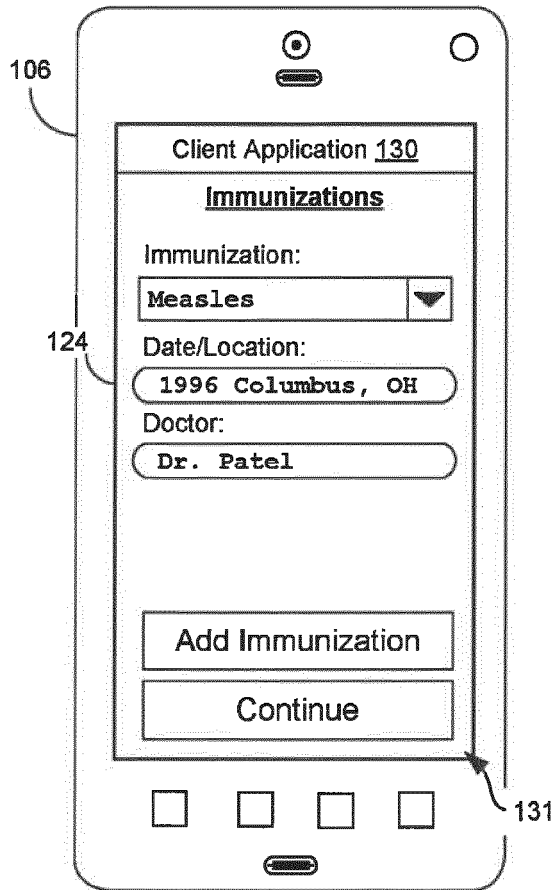 106
Client Application 130
Immunizations
Immunization:
Measles
124
Date/Location:
1996 Columbus, OH
Doctor:
Dr. Patel
Add Immunization
Continue
131